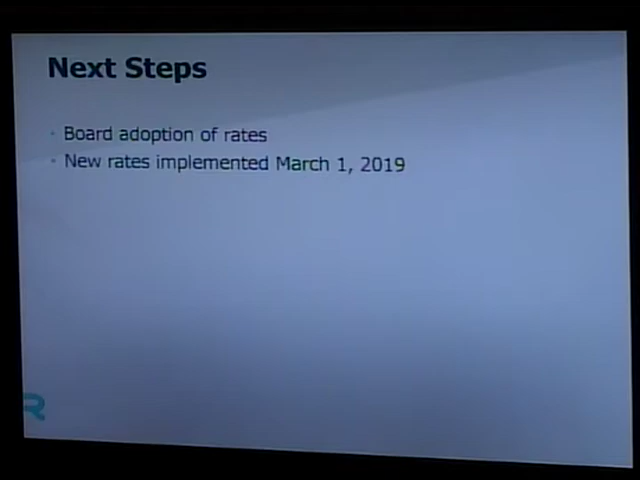 Next Steps
· Board adoption of rates
· New rates implemented March 1, 2019
R